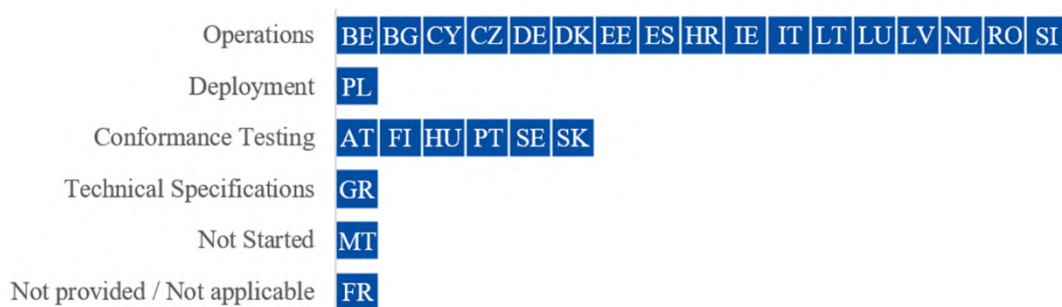 Operations BE BG CY CZ DE DK EE ES HR IE IT LT LU LV NL RO SI
Deployment PL
Conformance Testing AT FI HU PT SE SK
Technical Specifications GR
Not Started MT
Not provided / Not applicable FR